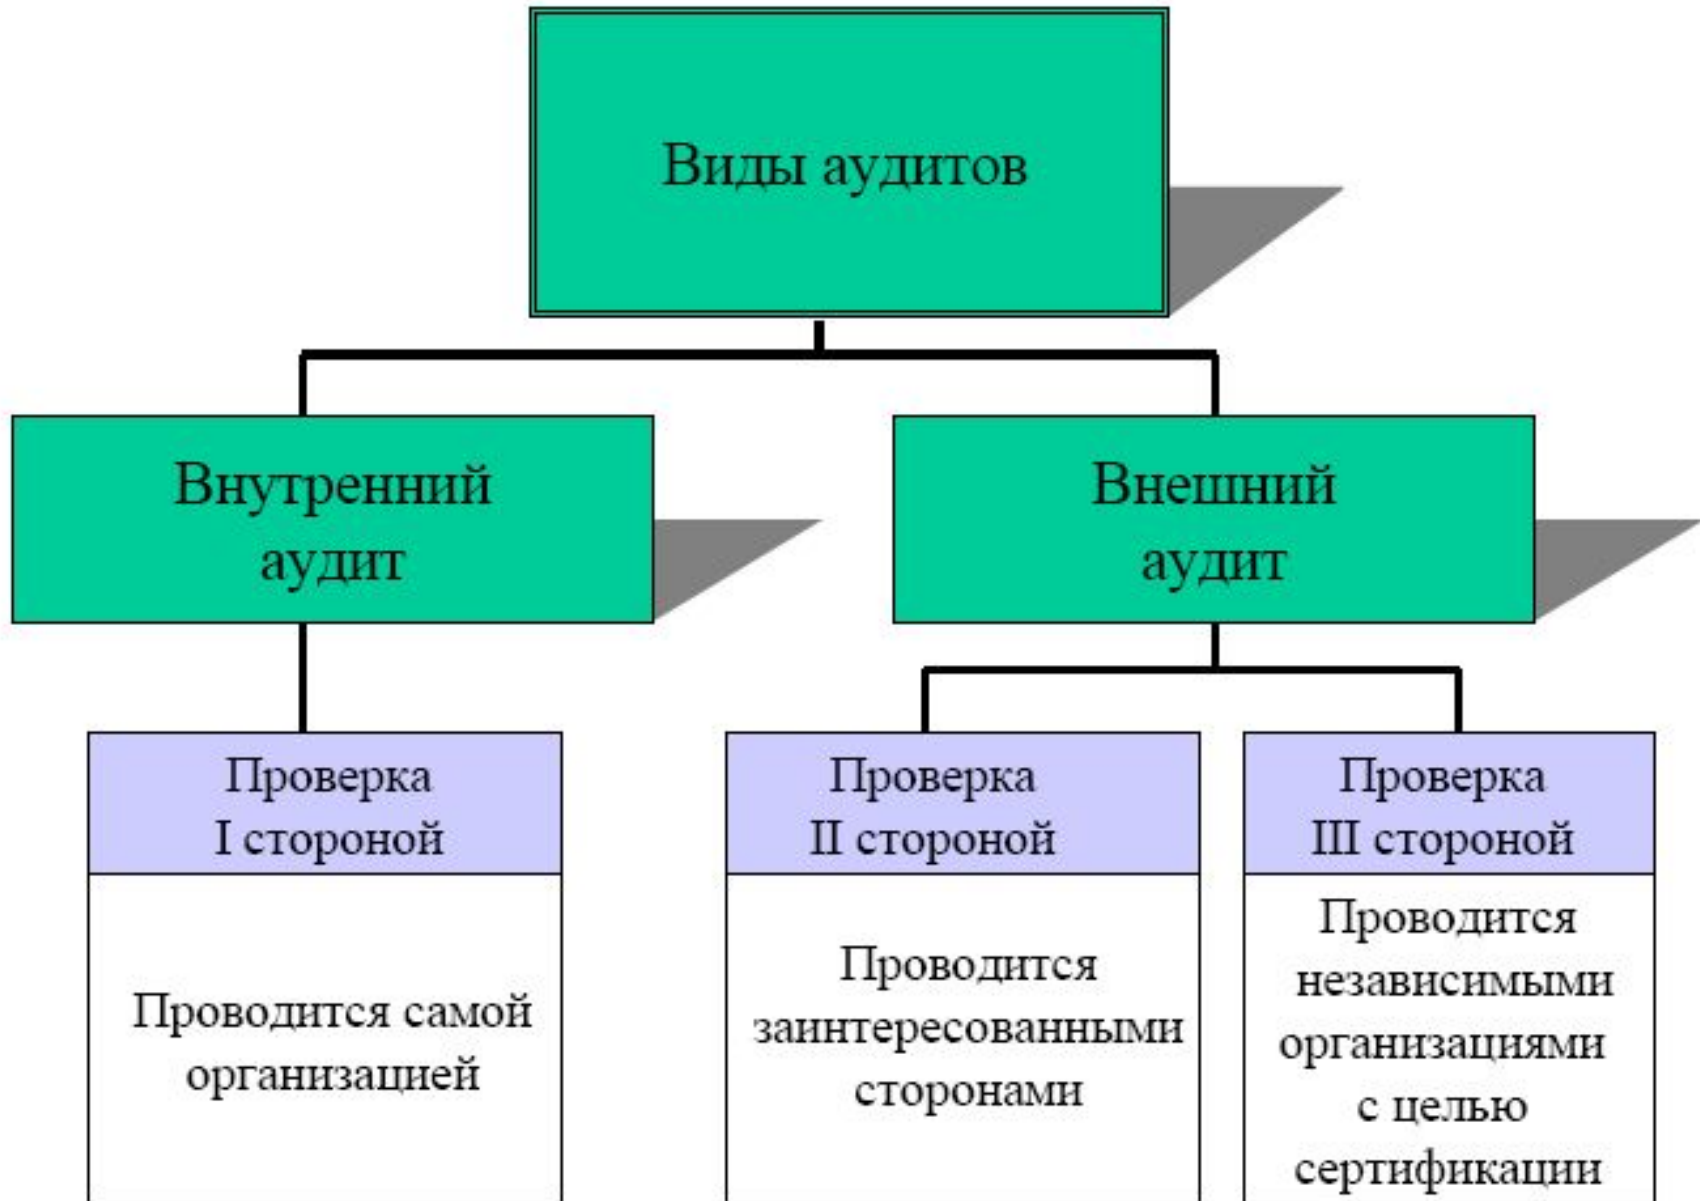 Виды аудитов
Внутренний
аудит
Внешний
аудит
Проверка
I стороной
Проводится самой
организацией
Проверка
II стороной
Проводится
заинтересованными
сторонами
Проверка
III стороной
Проводится
независимыми
организациями
с целью
сертификации